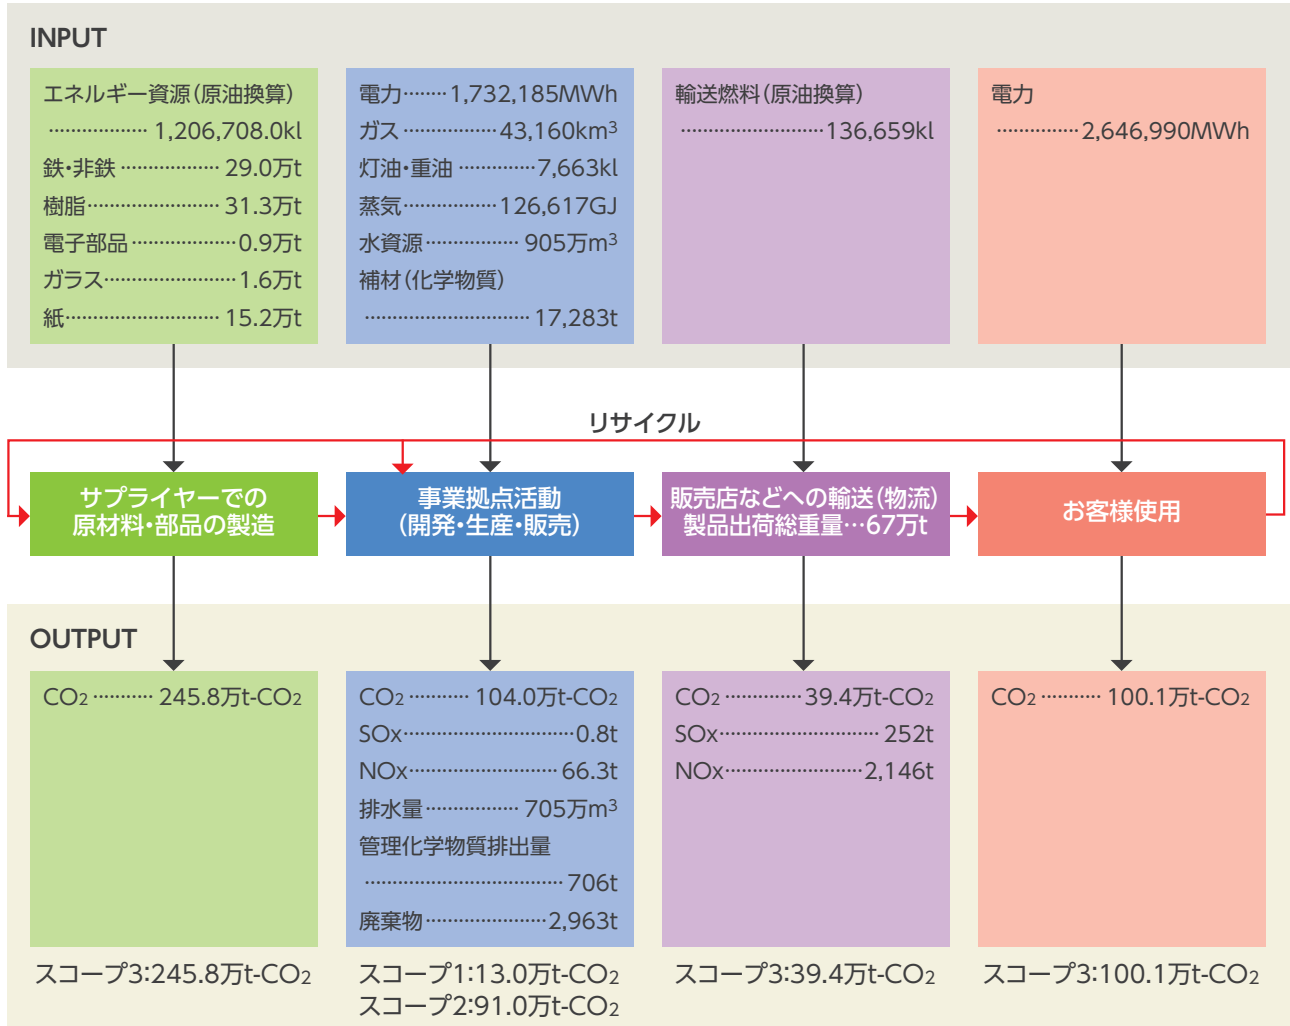 INPUT
エネルギー資源(原油換算)
……………… 1,206,708.0kl
鉄・非鉄 ……………… 29.0万t
樹脂…………………… 31.3万t
電子部品 ………………0.9万t
ガラス……………………1.6万t
紙……………………… 15.2万t
電力……… 1,732,185MWh
ガス ………………43,160km³
灯油・重油 ……………7,663kl
蒸気………………126,617GJ
水資源 ……………… 905万m³
補材(化学物質)
………………………… 17,283t
輸送燃料(原油換算)
………………………136,659kl
電力
……………2,646,990MWh
リサイクル
サプライヤーでの
原材料・部品の製造
事業拠点活動
(開発・生産・販売)
販売店などへの輸送(物流)
製品出荷総重量…67万t
お客様使用
OUTPUT
CO₂ ………… 245.8万t-CO₂
CO₂ ………… 104.0万t-CO₂
SOx……………………………0.8t
NOx………………………… 66.3t
排水量 ……………… 705万m³
管理化学物質排出量
……………………………… 706t
廃棄物 …………………2,963t
CO₂ ……………39.4万t-CO₂
SOx………………………… 252t
NOx………………………2,146t
CO₂ ………… 100.1万t-CO₂
スコープ3:245.8万t-CO₂
スコープ1:13.0万t-CO₂
スコープ2:91.0万t-CO₂
スコープ3:39.4万t-CO₂
スコープ3:100.1万t-CO₂